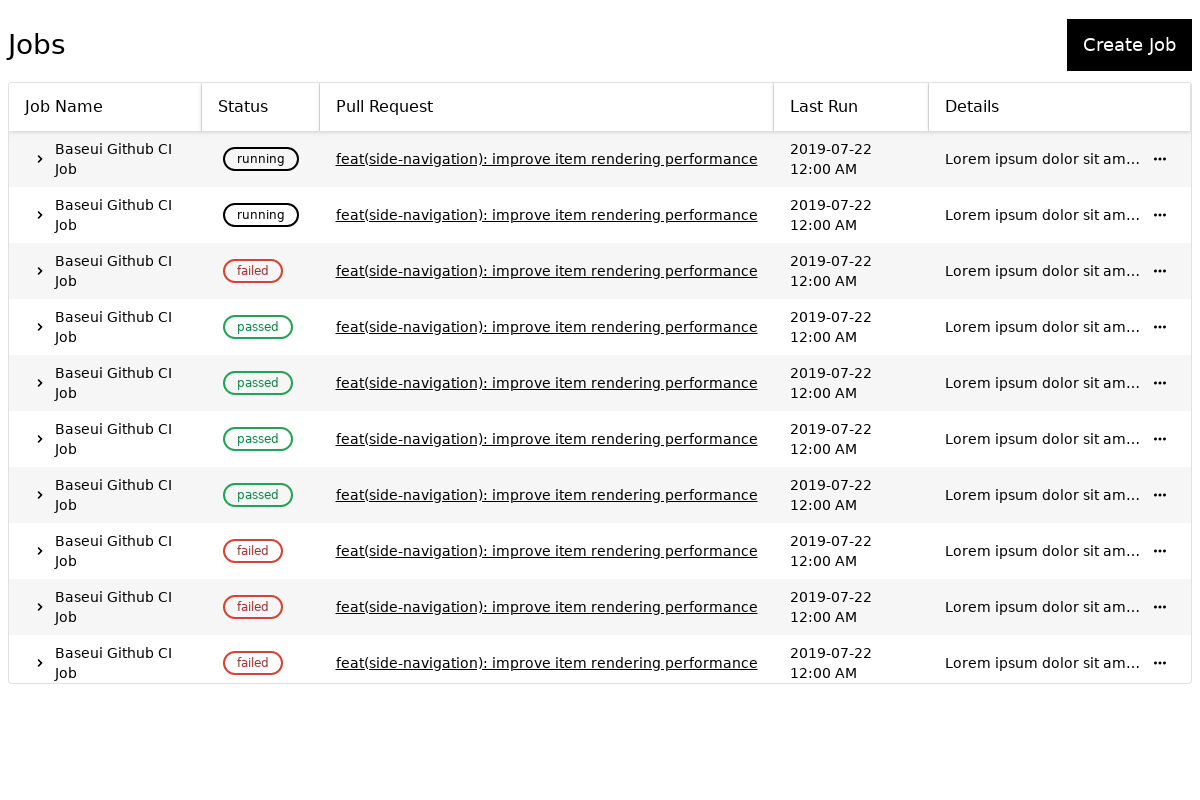 Jobs
Create Job
Job Name Status Pull Request Last Run Details
Baseui Github CI
Job
running
feat(side-navigation): improve item rendering performance
2019-07-22
12:00 AM
Lorem ipsum dolor sit am...
Baseui Github CI
Job
running
feat(side-navigation): improve item rendering performance
2019-07-22
12:00 AM
Lorem ipsum dolor sit am...
Baseui Github CI
Job
failed
feat(side-navigation): improve item rendering performance
2019-07-22
12:00 AM
Lorem ipsum dolor sit am...
Baseui Github CI
Job
passed
feat(side-navigation): improve item rendering performance
2019-07-22
12:00 AM
Lorem ipsum dolor sit am...
Baseui Github CI
Job
passed
feat(side-navigation): improve item rendering performance
2019-07-22
12:00 AM
Lorem ipsum dolor sit am...
Baseui Github CI
Job
passed
feat(side-navigation): improve item rendering performance
2019-07-22
12:00 AM
Lorem ipsum dolor sit am...
Baseui Github CI
Job
passed
feat(side-navigation): improve item rendering performance
2019-07-22
12:00 AM
Lorem ipsum dolor sit am...
Baseui Github CI
Job
failed
feat(side-navigation): improve item rendering performance
2019-07-22
12:00 AM
Lorem ipsum dolor sit am...
Baseui Github CI
Job
failed
feat(side-navigation): improve item rendering performance
2019-07-22
12:00 AM
Lorem ipsum dolor sit am...
Baseui Github CI
Job
failed
feat(side-navigation): improve item rendering performance
2019-07-22
12:00 AM
Lorem ipsum dolor sit am...